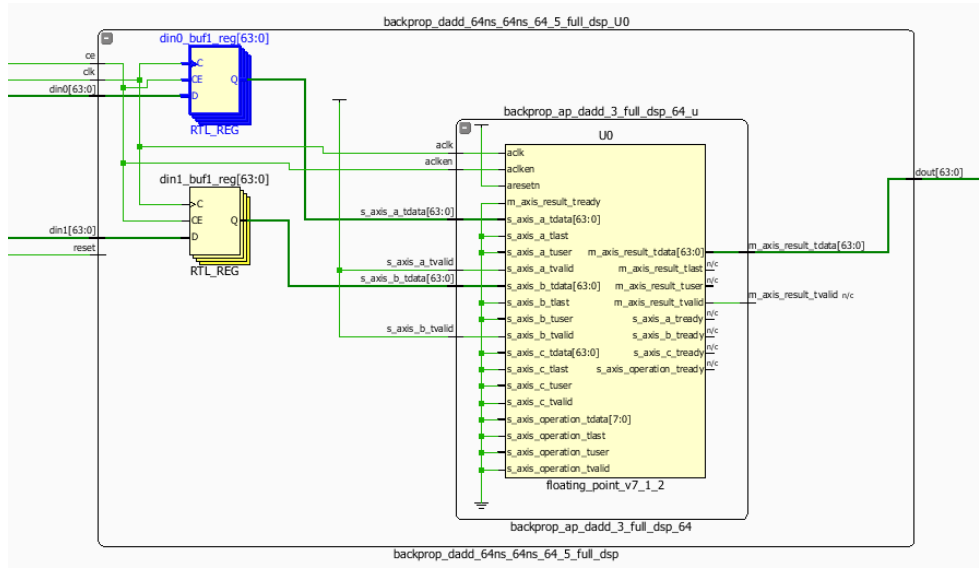 backprop_dadd_64ns_64ns_64_5_full_dsp_U0
din0_buf1_reg[63:0]
ce
clk
din0[63:0]
C
CE
Q
D
RTL_REG
backprop_ap_dadd_3_full_dsp_64_u
U0
aclk
aclken
aclk
aclken
aresetn
m_axis_result_tready
din1_buf1_reg[63:0]
din1[63:0]
reset
C
CE
Q
D
RTL_REG
dout[63:0]
s_axis_a_tdata[63:0]
s_axis_a_tvalid
s_axis_b_tdata[63:0]
s_axis_b_tvalid
s_axis_a_tdata[63:0]
s_axis_a_tlast
s_axis_a_tuser
s_axis_a_tvalid
s_axis_b_tdata[63:0]
s_axis_b_tlast
s_axis_b_tuser
s_axis_b_tvalid
s_axis_c_tdata[63:0]
s_axis_c_tlast
s_axis_c_tuser
s_axis_c_tvalid
s_axis_operation_tdata[7:0]
s_axis_operation_tlast
s_axis_operation_tuser
s_axis_operation_tvalid
m_axis_result_tdata[63:0]
m_axis_result_tlast n/c
m_axis_result_tuser n/c
m_axis_result_tvalid
s_axis_a_tready n/c
s_axis_b_tready n/c
s_axis_c_tready n/c
s_axis_operation_tready n/c
m_axis_result_tdata[63:0]
m_axis_result_tvalid n/c
floating_point_v7_1_2
backprop_ap_dadd_3_full_dsp_64
backprop_dadd_64ns_64ns_64_5_full_dsp